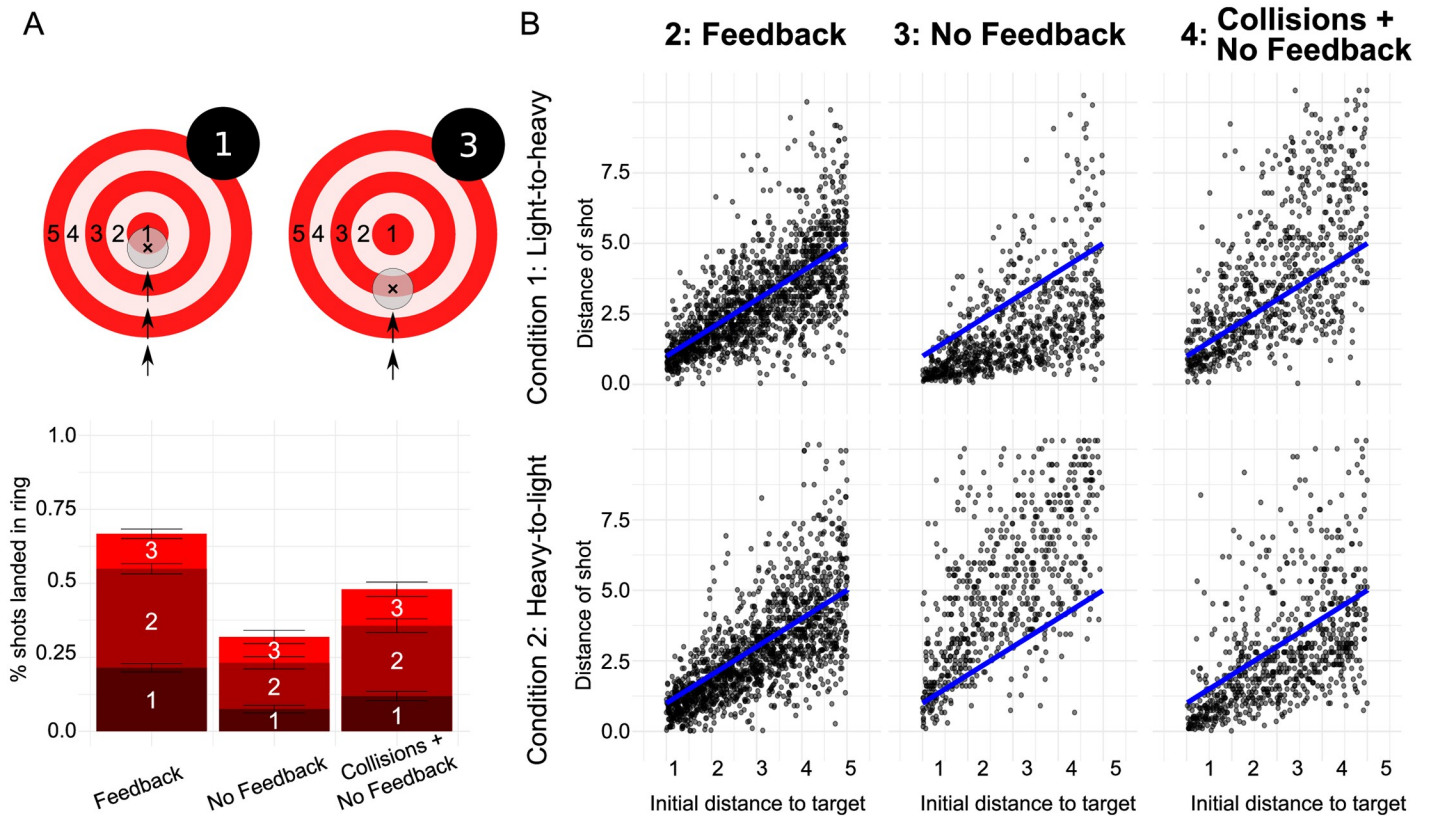 A
1
5 4 3 2 1
×
3
5 4 3 2 1
×
% shots landed in ring
1.0
0.75
0.5
0.25
0.0
3
2
1
3
2
1
3
2
1
Feedback
No Feedback
Collisions +
No Feedback
B
2: Feedback
3: No Feedback
4: Collisions +
No Feedback
Condition 1: Light-to-heavy
Distance of shot
7.5
5.0
2.5
0.0
Condition 2: Heavy-to-light
Distance of shot
7.5
5.0
2.5
0.0
1 2 3 4 5
1 2 3 4 5
1 2 3 4 5
Initial distance to target
Initial distance to target
Initial distance to target